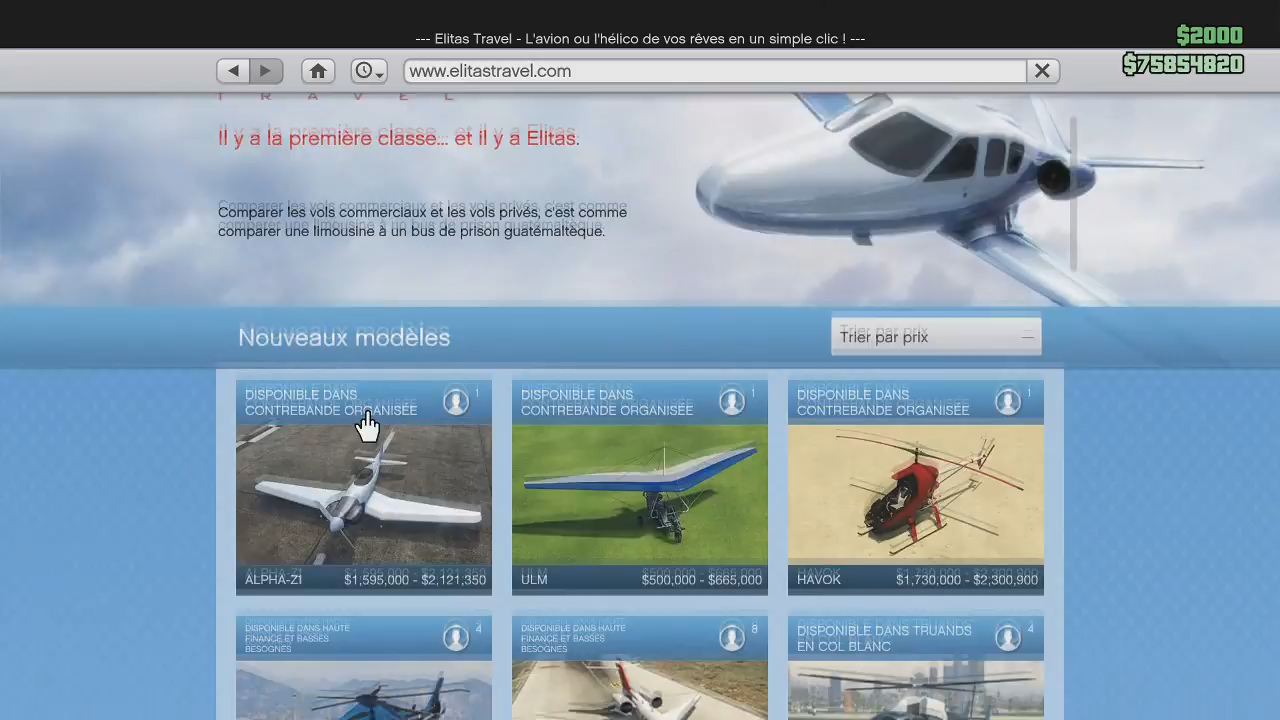 --- Elitas Travel - L'avion ou l'hélico de vos rêves en un simple clic ! ---
$2000
$75854820
www.elitastravel.com
T R A V E L
Il y a la première classe... et il y a Elitas.
Comparer les vols commerciaux et les vols privés, c'est comme
comparer une limousine à un bus de prison guatémaltèque.
Nouveaux modèles
Trier par prix
DISPONIBLE DANS
CONTREBANDE ORGANISÉE
1
DISPONIBLE DANS
CONTREBANDE ORGANISÉE
1
DISPONIBLE DANS
CONTREBANDE ORGANISÉE
1
ALPHA-Z1 $1,595,000 - $2,121,350
ULM $500,000 - $665,000
HAVOK $1,730,000 - $2,300,900
DISPONIBLE DANS HAUTE
FINANCE ET BASSES
BESOGNES
4
DISPONIBLE DANS HAUTE
FINANCE ET BASSES
BESOGNES
8
DISPONIBLE DANS TRUANDS
EN COL BLANC
4